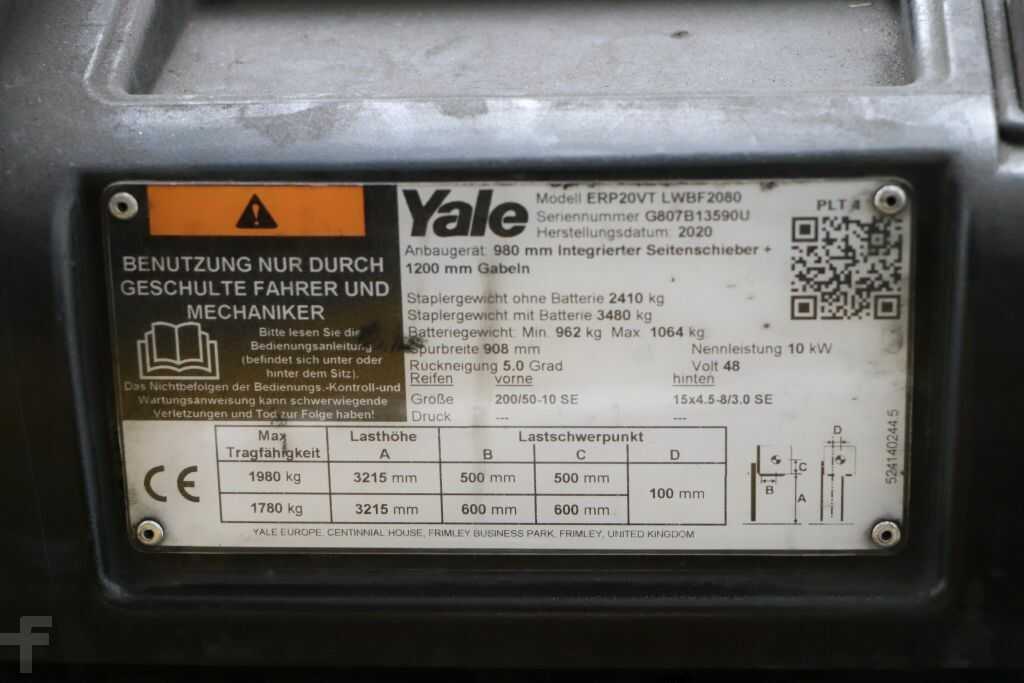 BENUTZUNG NUR DURCH
GESCHULTE FAHRER UND
MECHANIKER
Bitte lesen Sie die
Bedienungsanleitung
(befindet sich unter oder
hinter dem Sitz).
Das Nichtbefolgen der Bedienungs.-Kontroll-und
Wartungsanweisung kann schwerwiegende
Verletzungen und Tod zur Folge haben!
Yale
Modell ERP20VT LWBF2080
Seriennummer G807B13590U
Herstellungsdatum: 2020
PLT 4
Anbaugerät: 980 mm Integrierter Seitenschieber +
1200 mm Gabeln
Staplergewicht ohne Batterie 2410 kg
Staplergewicht mit Batterie 3480 kg
Batteriegewicht: Min. 962 kg Max 1064 kg
Spurbreite 908 mm Nennleistung 10 kW
Ruckneigung 5.0 Grad Volt 48
Reifen vorne hinten
Größe 200/50-10 SE 15x4.5-8/3.0 SE
Druck --- ---
Max Lasthöhe Lastschwerpunkt
Tragfähigkeit A B C D
1980 kg 3215 mm 500 mm 500 mm 100 mm
1780 kg 3215 mm 600 mm 600 mm
CE
B C A D
524140244 5
YALE EUROPE, CENTINNIAL HOUSE, FRIMLEY BUSINESS PARK, FRIMLEY, UNITED KINGDOM
F